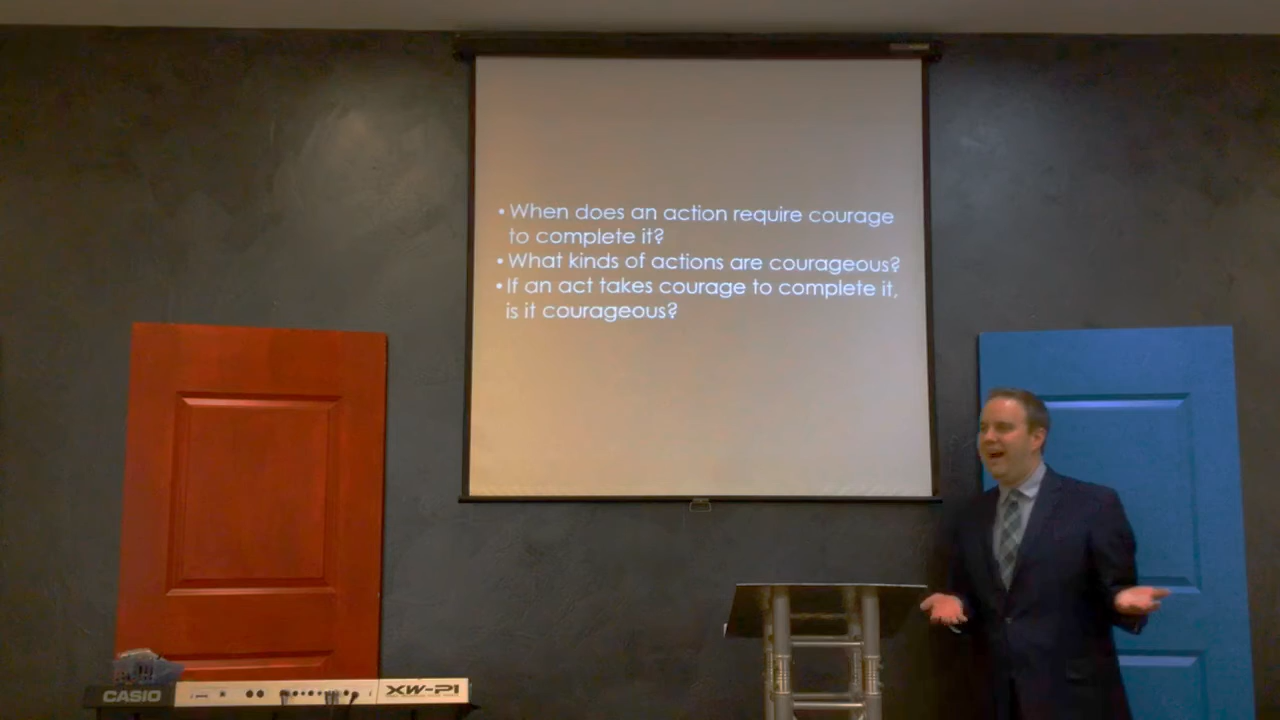 • When does an action require courage
to complete it?
• What kinds of actions are courageous?
• If an act takes courage to complete it,
is it courageous?
CASIO
XW-P1